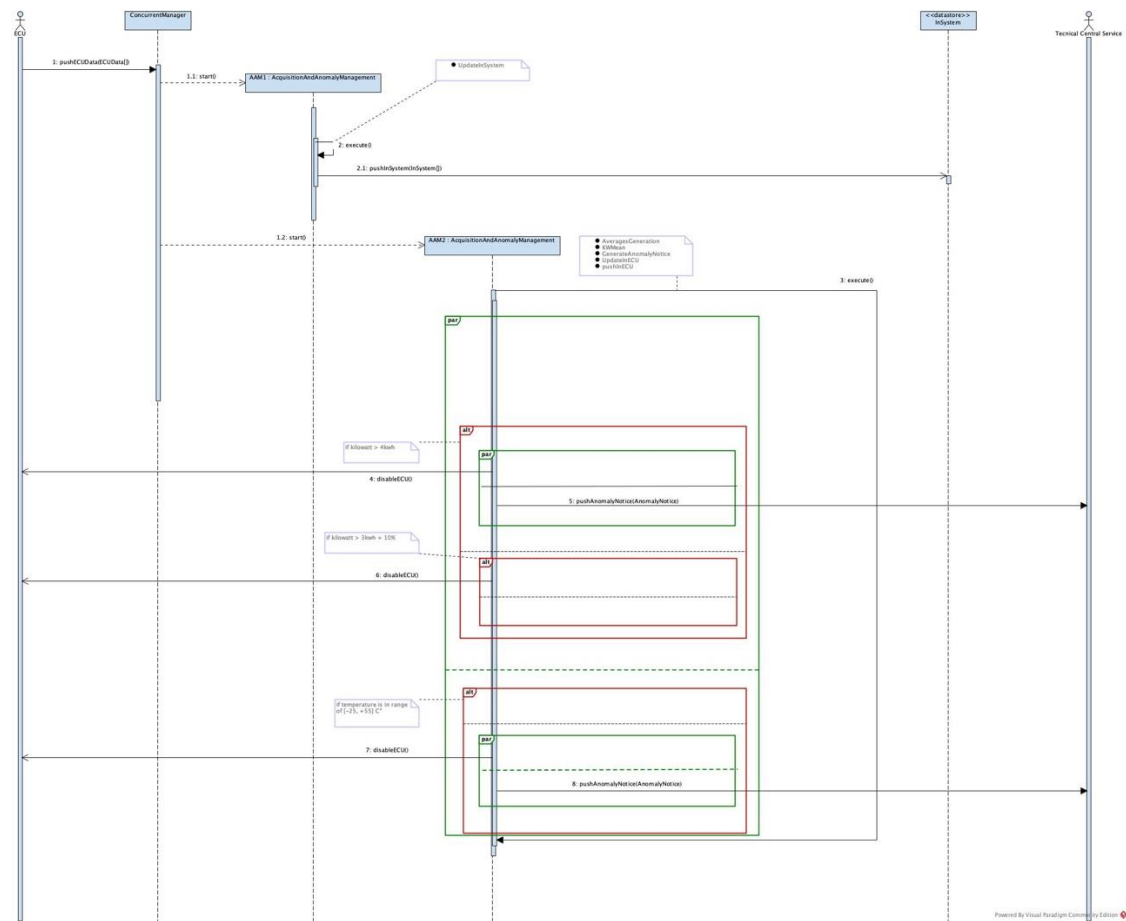 ECU
ConcurrentManager
<<datastore>>
InSystem
Tecnical Central Service
1: pushECUData(ECUData[])
1.1: start()
AAM1 : AcquisitionAndAnomalyManagement
UpdateInSystem
2: execute()
2.1: pushInSystem(InSystem[])
1.2: start()
AAM2 : AcquisitionAndAnomalyManagement
AveragesGeneration
KWMean
GenerateAnomalyNotice
UpdateInECU
pushInECU
3: execute()
par
alt
if kilowatt > 4kwh
par
4: disableECU()
5: pushAnomalyNotice(AnomalyNotice)
if kilowatt > 3kwh + 10%
alt
6: disableECU()
alt
if temperature is in range
of [-25, +55] C°
par
7: disableECU()
8: pushAnomalyNotice(AnomalyNotice)
Powered By Visual Paradigm Community Edition